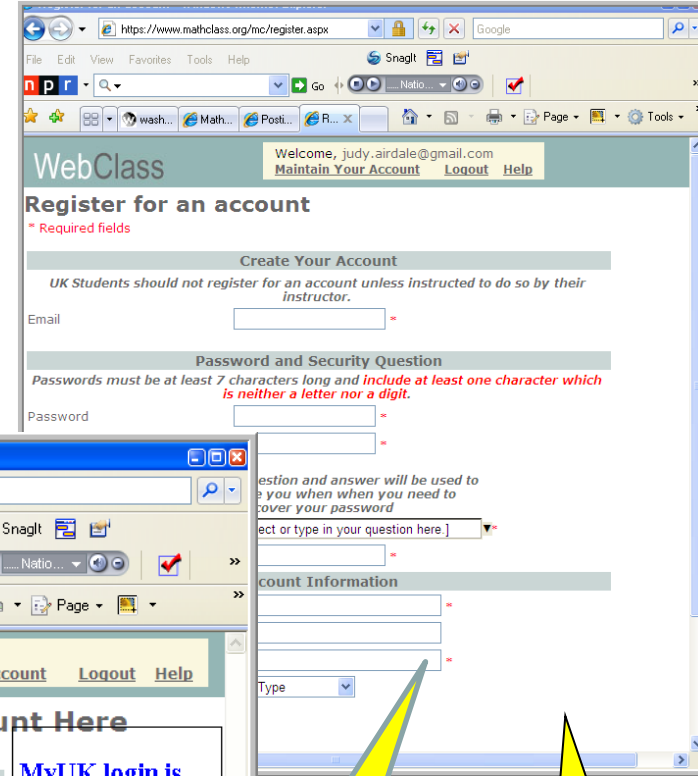 https://www.mathclass.org/mc/register.aspx
Google
File Edit View Favorites Tools Help
SnagIt
n p r
Go
..... Natio...
»
wash...
Math...
Posti...
R...
Page
Tools
WebClass
Welcome, judy.airdale@gmail.com
Maintain Your Account Logout Help
Register for an account
* Required fields
Create Your Account
UK Students should not register for an account unless instructed to do so by their
instructor.
Email
*
Password and Security Question
Passwords must be at least 7 characters long and include at least one character which
is neither a letter nor a digit.
Password
*
*
estion and answer will be used to
e you when when you need to
cover your password
ect or type in your question here.]
*
*
count Information
*
*
Type
SnagIt
..... Natio...
»
Page
»
ccount Logout Help
unt Here
MyUK login is